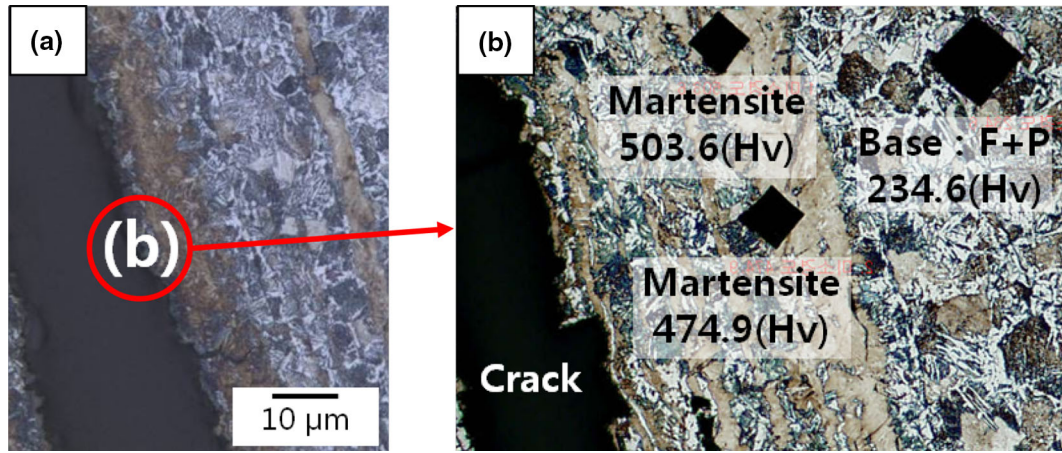 (a)
(b)
10 µm
(b)
Martensite
503.6(Hv)
Base : F+P
234.6(Hv)
Martensite
474.9(Hv)
Crack